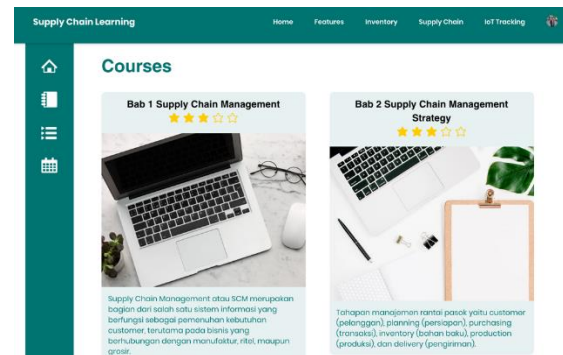 Supply Chain Learning
Home Features Inventory Supply Chain IoT Tracking
Courses
Bab 1 Supply Chain Management
Supply Chain Management atau SCM merupakan
bagian dari salah satu sistem informasi yang
berfungsi sebagai pemenuhan kebutuhan
customer, terutama pada bisnis yang
berhubungan dengan manufaktur, ritel, maupun
grosir.
Bab 2 Supply Chain Management
Strategy
Tahapan manajemen rantai pasok yaitu customer
(pelanggan), planning (persiapan), purchasing
(transaksi), inventory (bahan baku), production
(produksi), dan delivery (pengiriman).